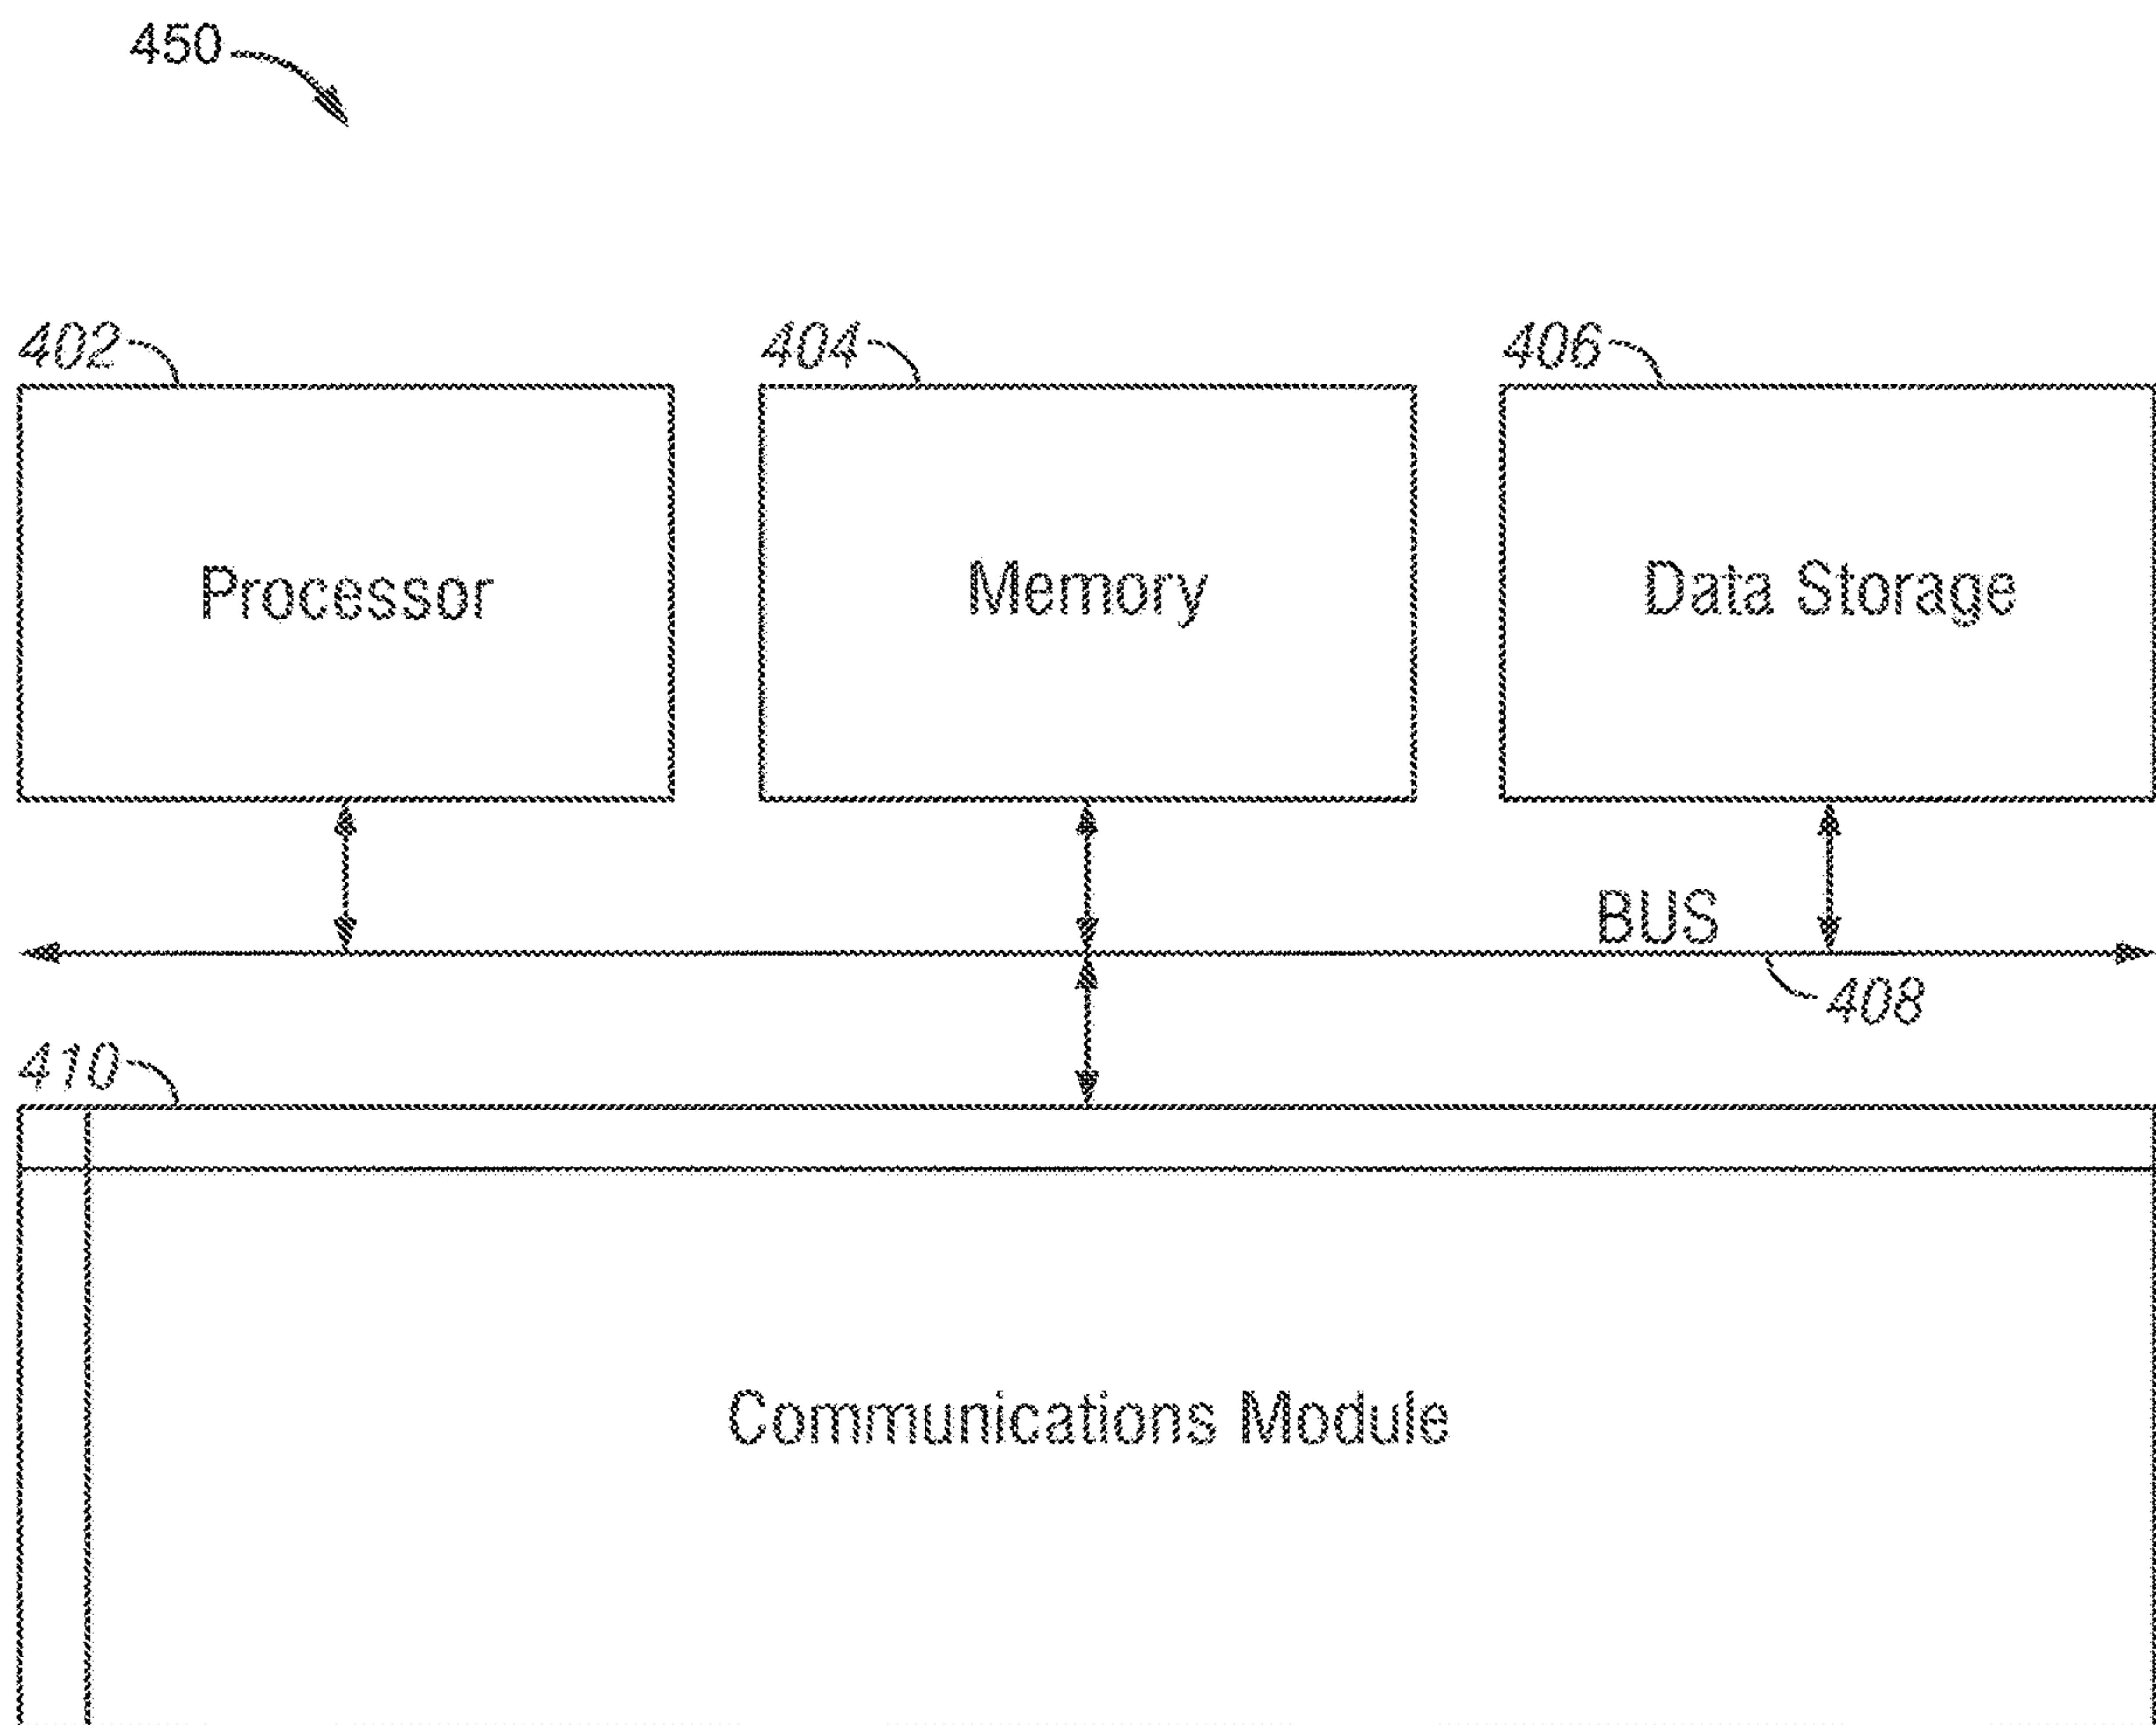 450
402
404
406
Processor
Memory
Data Storage
BUS
408
410
Communications Module